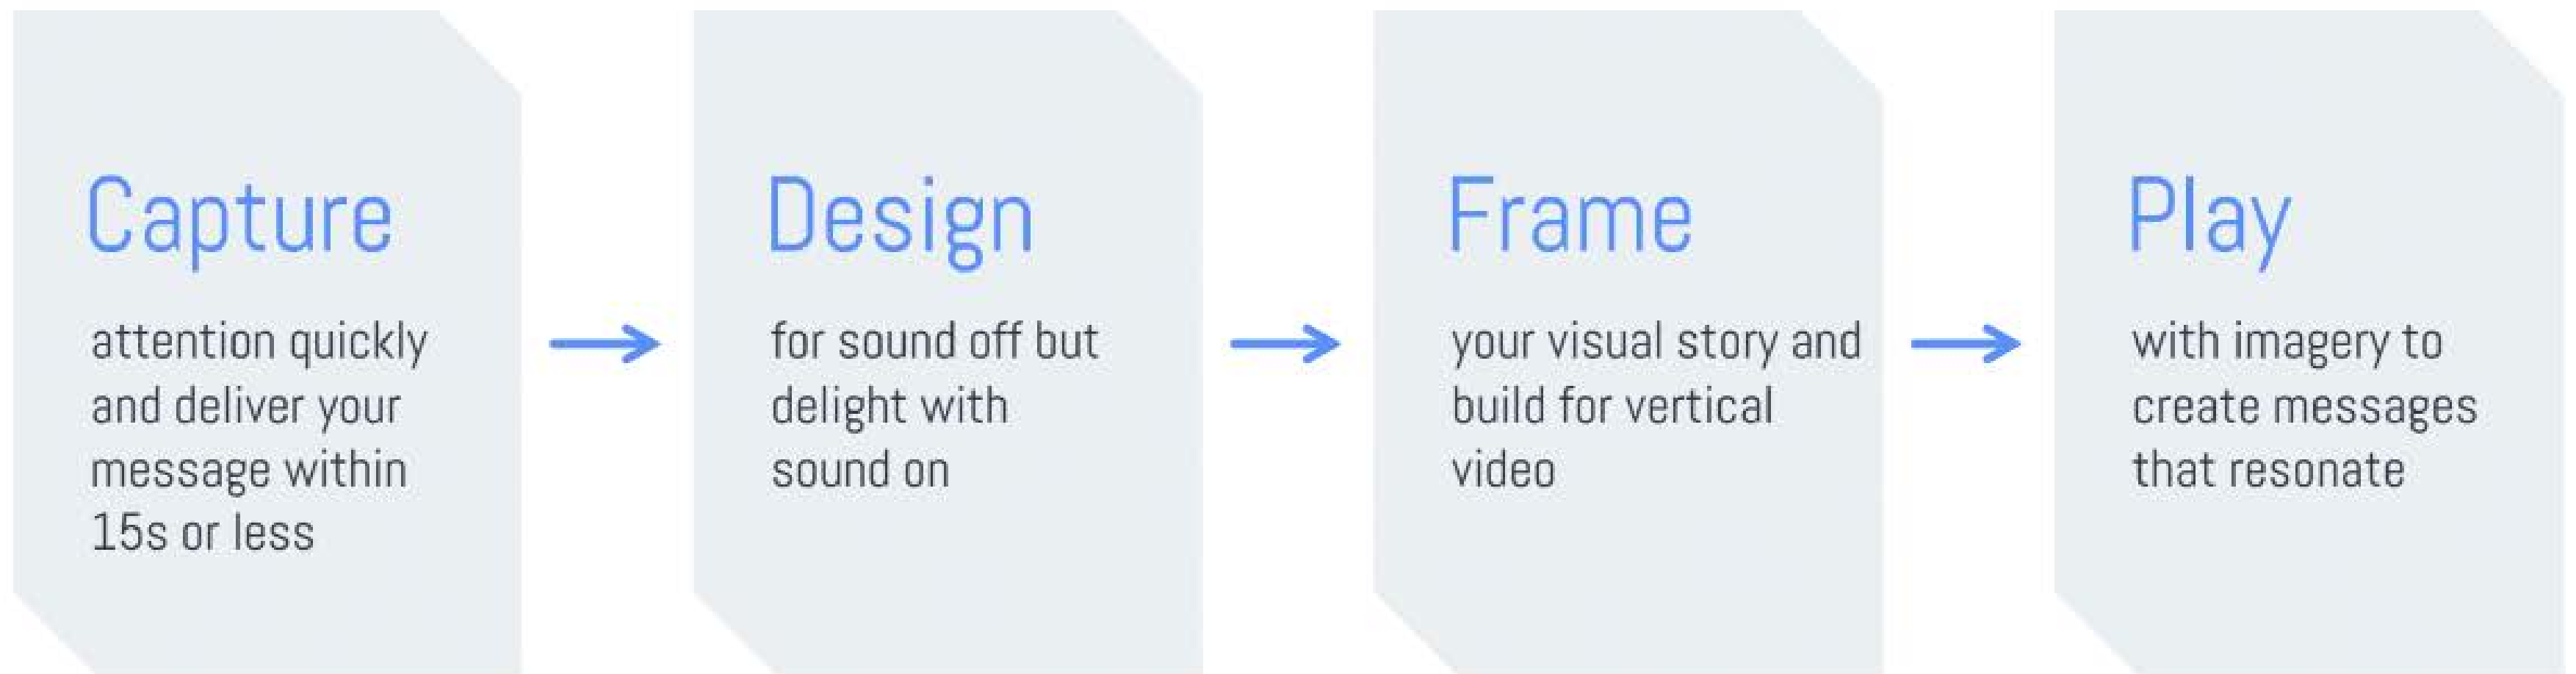 Capture
attention quickly
and deliver your
message within
15s or less
Design
for sound off but
delight with
sound on
Frame
your visual story and
build for vertical
video
Play
with imagery to
create messages
that resonate